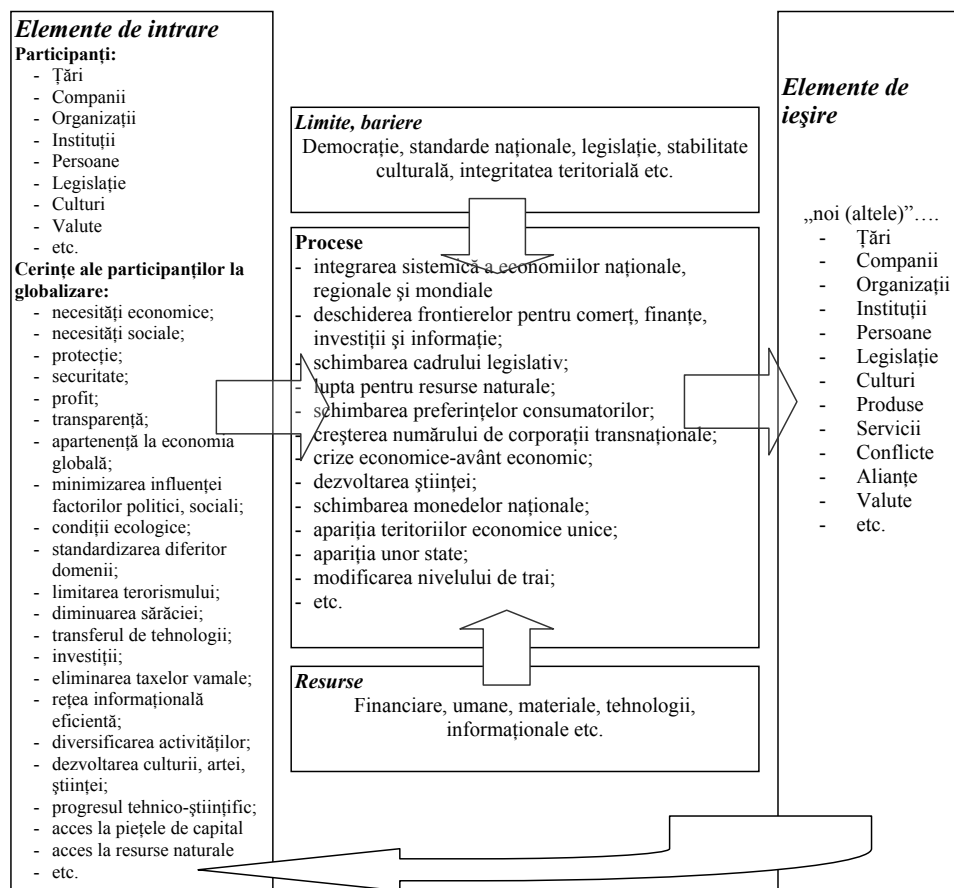 Elemente de intrare
Participanți:
- Țări
- Companii
- Organizații
- Instituții
- Persoane
- Legislație
- Culturi
- Valute
- etc.
Cerințe ale participanților la
globalizare:
- necesități economice;
- necesități sociale;
- protecție;
- securitate;
- profit;
- transparență;
- apartenență la economia
globală;
- minimizarea influenței
factorilor politici, sociali;
- condiții ecologice;
- standardizarea diferitor
domenii;
- limitarea terorismului;
- diminuarea sărăciei;
- transferul de tehnologii;
- investiții;
- eliminarea taxelor vamale;
- rețea informațională
eficientă;
- diversificarea activităților;
- dezvoltarea culturii, artei,
științei;
- progresul tehnico-științific;
- acces la piețele de capital
- acces la resurse naturale
- etc.
Limite, bariere
Democrație, standarde naționale, legislație, stabilitate
culturală, integritatea teritorială etc.
Procese
- integrarea sistemică a economiilor naționale,
regionale şi mondiale
- deschiderea frontierelor pentru comerț, finanțe,
investiții şi informație;
- schimbarea cadrului legislativ;
- lupta pentru resurse naturale;
- schimbarea preferințelor consumatorilor;
- creşterea numărului de corporații transnaționale;
- crize economice-avânt economic;
- dezvoltarea ştiinței;
- schimbarea monedelor naționale;
- apariția teritoriilor economice unice;
- apariția unor state;
- modificarea nivelului de trai;
- etc.
Resurse
Financiare, umane, materiale, tehnologii,
informaționale etc.
Elemente de
ieşire
„noi (altele)”….
- Țări
- Companii
- Organizații
- Instituții
- Persoane
- Legislație
- Culturi
- Produse
- Servicii
- Conflicte
- Alianțe
- Valute
- etc.